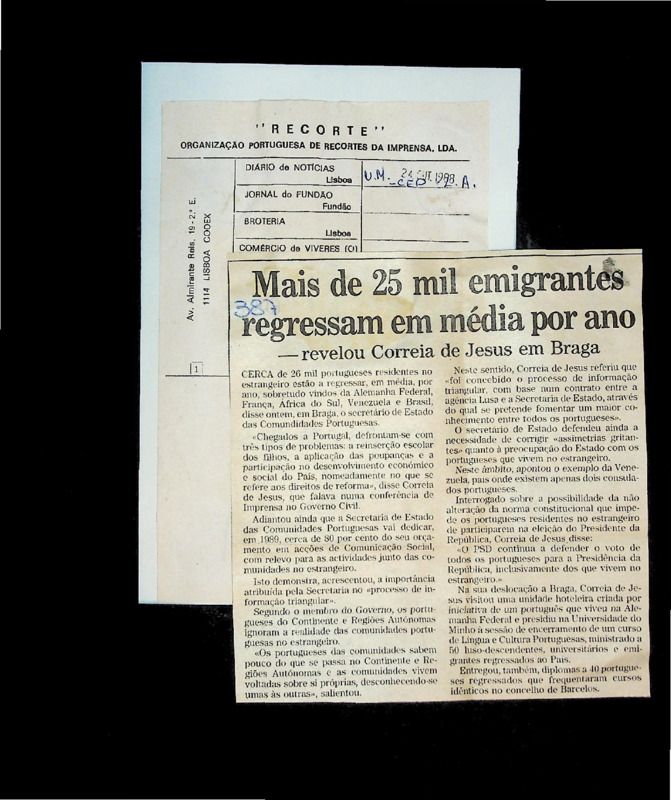 "RECORTE"
ORGANIZAÇÃO PORTUGUESA DE RECORTES DA IMPRENSA, LDA.
Av. Almirante Reis, 19-2.º E.
1114 LISBOA CODEX
DIÁRIO de NOTÍCIAS
Lisboa
JORNAL do FUNDÃO
Fundão
BROTERIA
Lisboa
COMÉRCIO de VIVERES (O)
U.M.
1
387
Mais de 25 mil emigrantes
regressam em média por ano
— revelou Correia de Jesus em Braga
CERCA de 26 mil portugueses residentes no
estrangeiro estão a regressar, em média, por
ano, sobretudo vindos da Alemanha Federal,
França, África do Sul, Venezuela e Brasil,
disse ontem, em Braga, o secretário de Estado
das Comundidades Portuguesas.
«Chegados a Portugal, defrontam-se com
três tipos de problemas: a reinserção escolar
dos filhos, a aplicação das poupanças e a
participação no desenvolvimento económico
e social do País, nomeadamente no que se
refere aos direitos de reforma», disse Correia
de Jesus, que falava numa conferência de
Imprensa no Governo Civil.
Adiantou ainda que a Secretaria de Estado
das Comunidades Portuguesas vai dedicar,
em 1989, cerca de 80 por cento do seu orça-
mento em acções de Comunicação Social,
com relevo para as actividades junto das co-
munidades no estrangeiro.
Isto demonstra, acrescentou, a importância
atribuída pela Secretaria no «processo de in-
formação triangular».
Segundo o membro do Governo, os portu-
gueses do Continente e Regiões Autónomas
ignoram a realidade das comunidades portu-
guesas no estrangeiro.
«Os portugueses das comunidades sabem
pouco do que se passa no Continente e Re-
giões Autónomas e as comunidades vivem
voltadas sobre si próprias, desconhecendo-se
umas às outras», salientou.
Neste sentido, Correia de Jesus referiu que
«foi concebido o processo de informação
triangular, com base num contrato entre a
agência Lusa e a Secretaria de Estado, através
do qual se pretende fomentar um maior co-
nhecimento entre todos os portugueses».
O secretário de Estado defendeu ainda a
necessidade de corrigir «assimetrias gritan-
tes» quanto à preocupação do Estado com os
portugueses que vivem no estrangeiro.
Neste âmbito, apontou o exemplo da Vene-
zuela, país onde existem apenas dois consula-
dos portugueses.
Interrogado sobre a possibilidade da não
alteração da norma constitucional que impe-
de os portugueses residentes no estrangeiro
de participarem na eleição do Presidente da
República, Correia de Jesus, disse:
«O PSD continua a defender o voto de
todos os portugueses para a Presidência da
República, inclusivamente dos que vivem no
estrangeiro.»
Na sua deslocação a Braga, Correia de Je-
sus visitou uma unidade hoteleira criada por
iniciativa de um português que viveu na Ale-
manha Federal e presidiu na Universidade do
Minho à sessão de encerramento de um curso
de Língua e Cultura Portuguesas, ministrado a
50 luso-descendentes, universitários e emi-
grantes regressados ao País.
Entregou, também, diplomas a 40 portugue-
ses regressados que frequentaram cursos
idênticos no concelho de Barcelos.